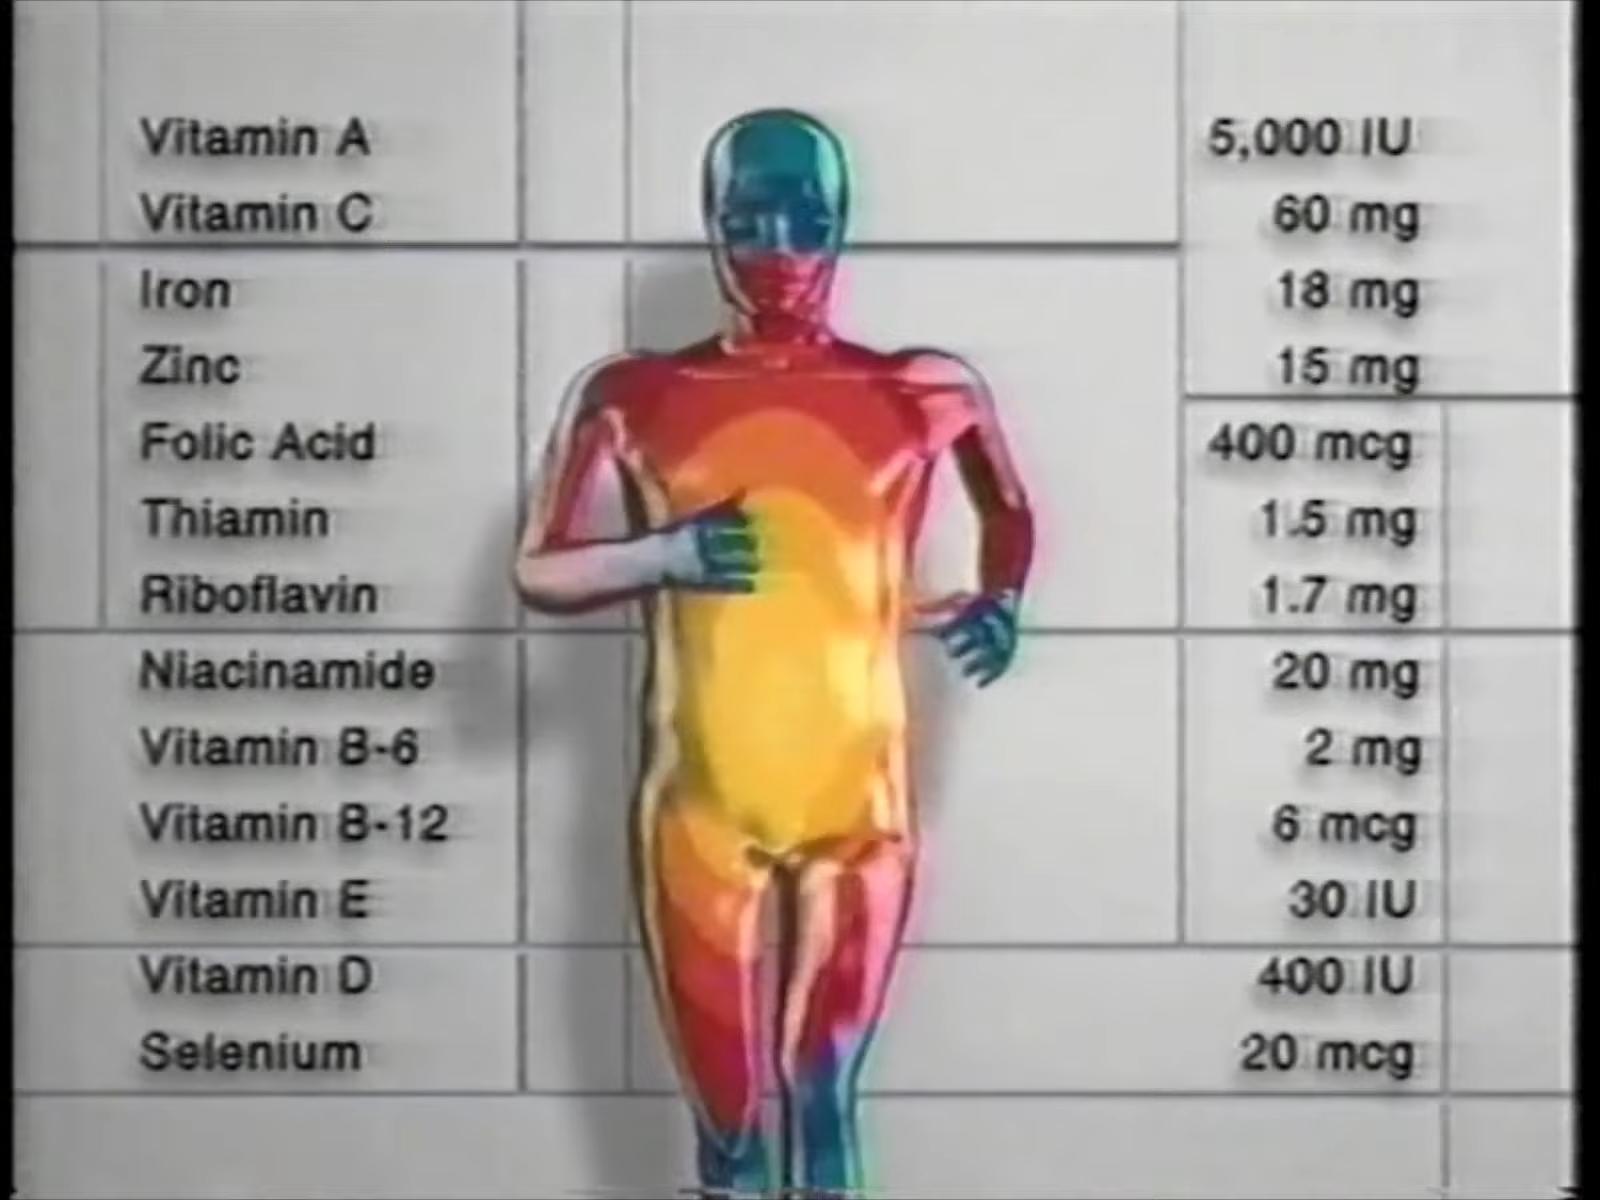 Vitamin A 5,000 IU
Vitamin C 60 mg
Iron 18 mg
Zinc 15 mg
Folic Acid 400 mcg
Thiamin 1.5 mg
Riboflavin 1.7 mg
Niacinamide 20 mg
Vitamin B-6 2 mg
Vitamin B-12 6 mcg
Vitamin E 30 IU
Vitamin D 400 IU
Selenium 20 mcg